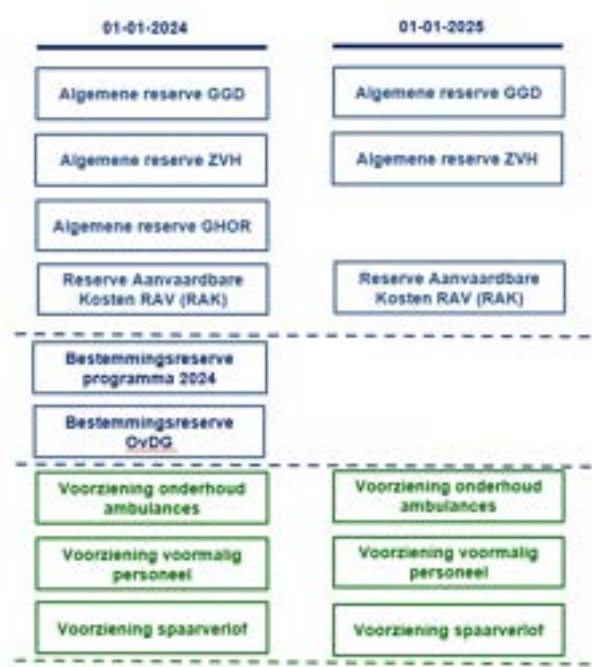 01-01-2024
Algemene reserve GGD
Algemene reserve ZVH
Algemene reserve GHOR
Reserve Aanvaardbare
Kosten RAV (RAK)
Bestemmingsreserve
programma 2024
Bestemmingsreserve
OvDG
Voorziening onderhoud
ambulances
Voorziening voormalig
personeel
Voorziening spaarverlof
01-01-2025
Algemene reserve GGD
Algemene reserve ZVH
Reserve Aanvaardbare
Kosten RAV (RAK)
Voorziening onderhoud
ambulances
Voorziening voormalig
personeel
Voorziening spaarverlof